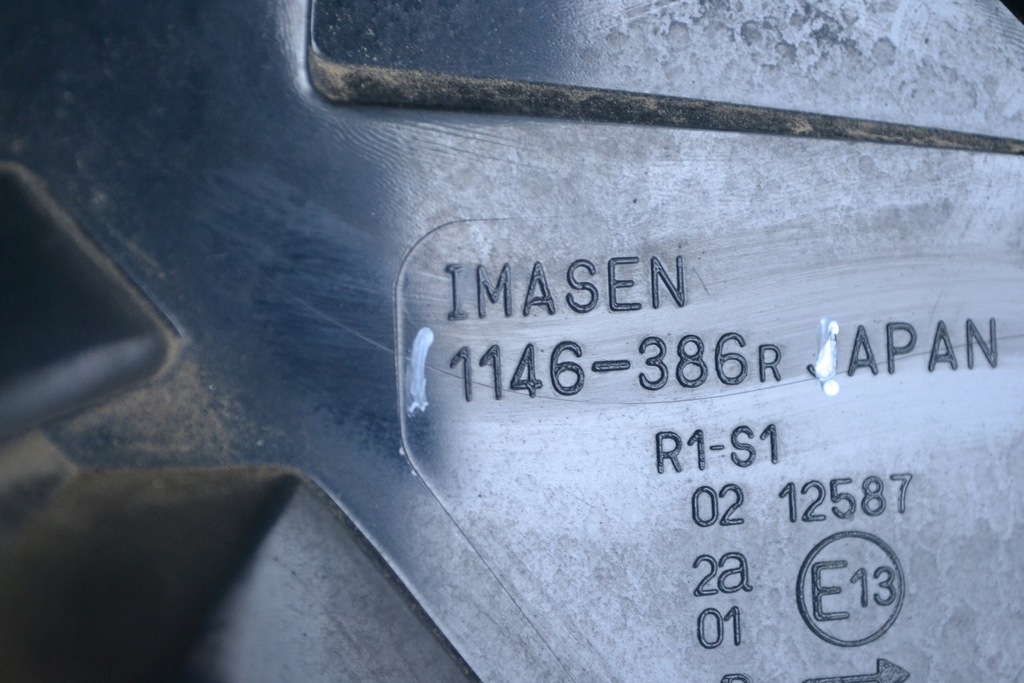 IMASEN
1146-386R JAPAN
R1-S1
02 12587
2a
E13
01